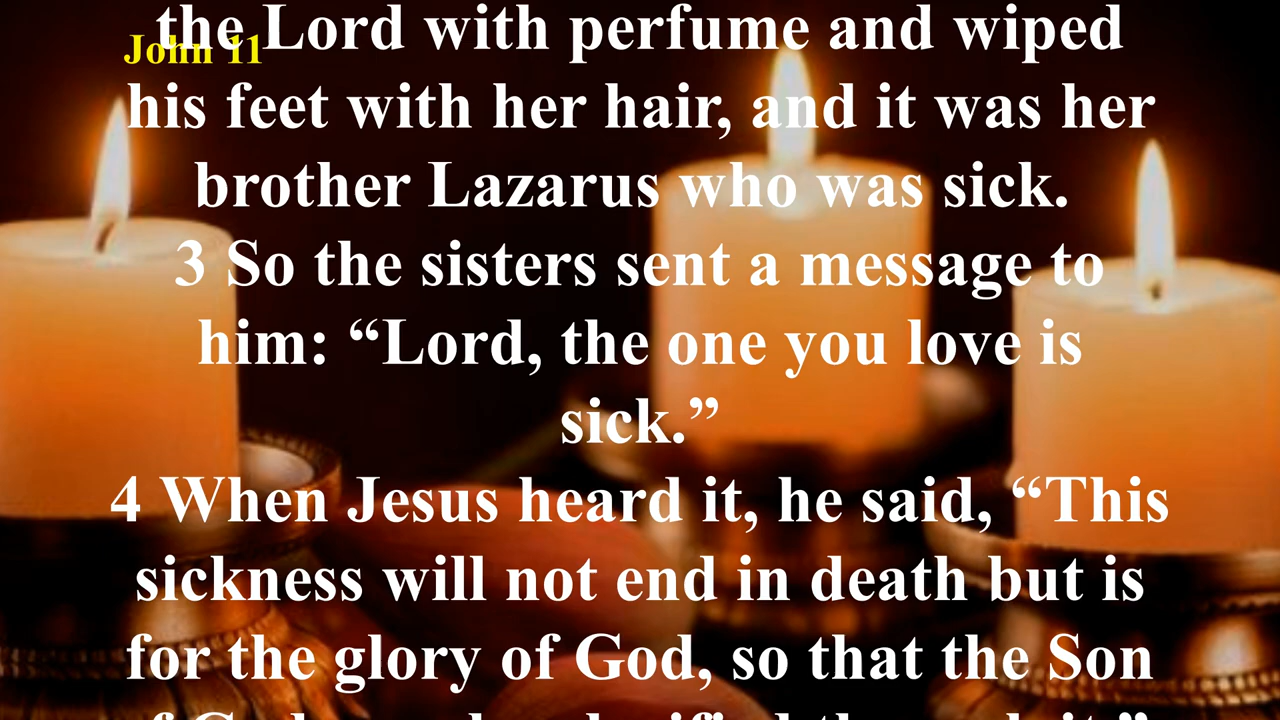 John 11
the Lord with perfume and wiped
his feet with her hair, and it was her
brother Lazarus who was sick.
3 So the sisters sent a message to
him: “Lord, the one you love is
sick.”
4 When Jesus heard it, he said, “This
sickness will not end in death but is
for the glory of God, so that the Son